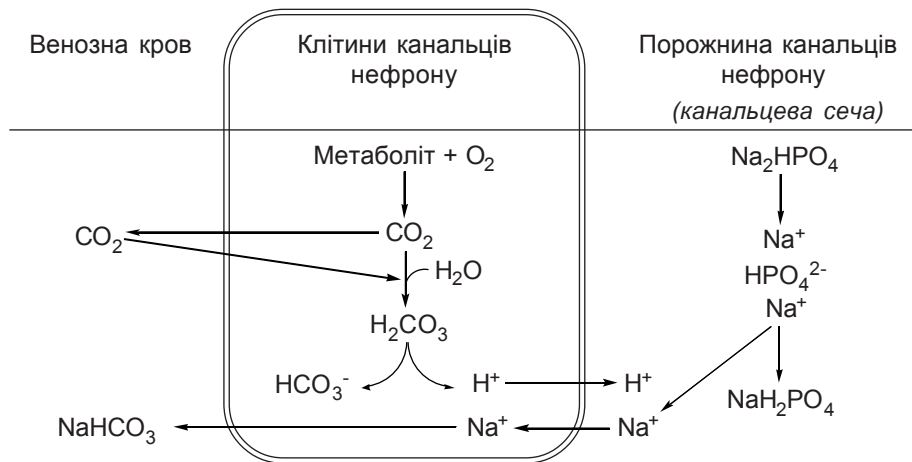 Венозна кров
Клітини канальців
нефрону
Порожнина канальців
нефрону
(канальцева сеча)
Метаболіт + O₂
Na₂HPO₄
CO₂
CO₂
Na⁺
H₂O
HPO₄²⁻
Na⁺
H₂CO₃
HCO₃⁻
H⁺
H⁺
NaH₂PO₄
NaHCO₃
Na⁺
Na⁺